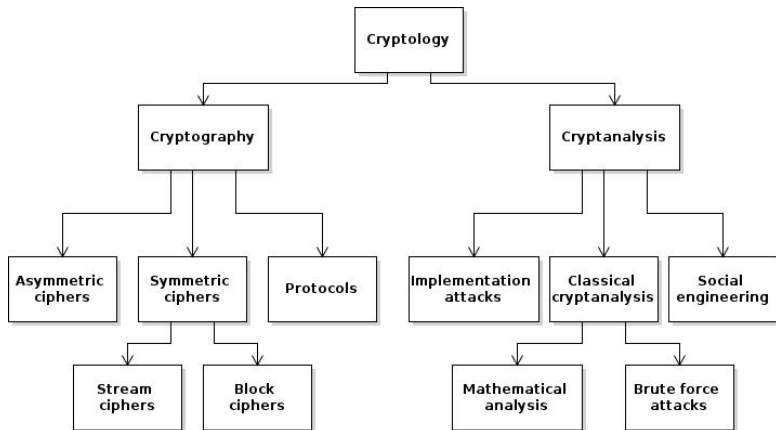 Cryptology
Cryptography
Cryptanalysis
Asymmetric
ciphers
Symmetric
ciphers
Protocols
Implementation
attacks
Classical
cryptanalysis
Social
engineering
Stream
ciphers
Block
ciphers
Mathematical
analysis
Brute force
attacks